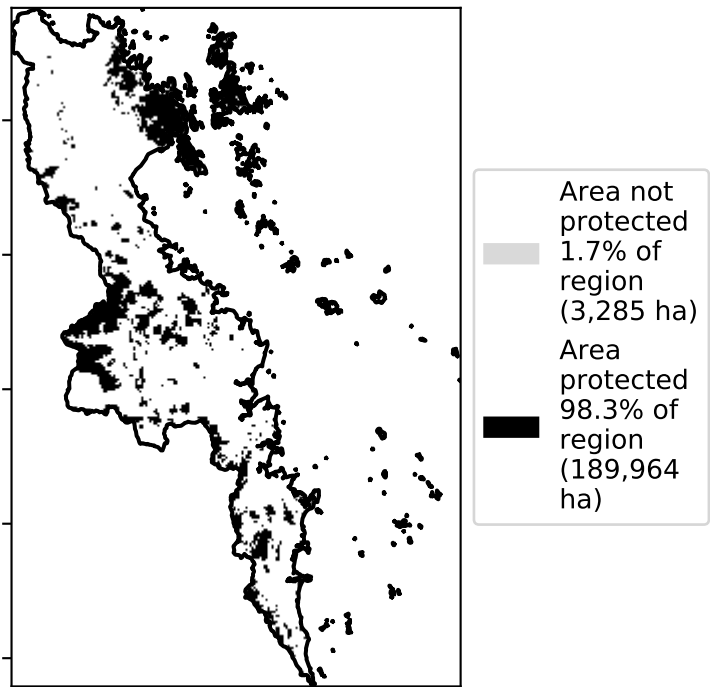 Area not
protected
1.7% of
region
(3,285 ha)
Area
protected
98.3% of
region
(189,964
ha)